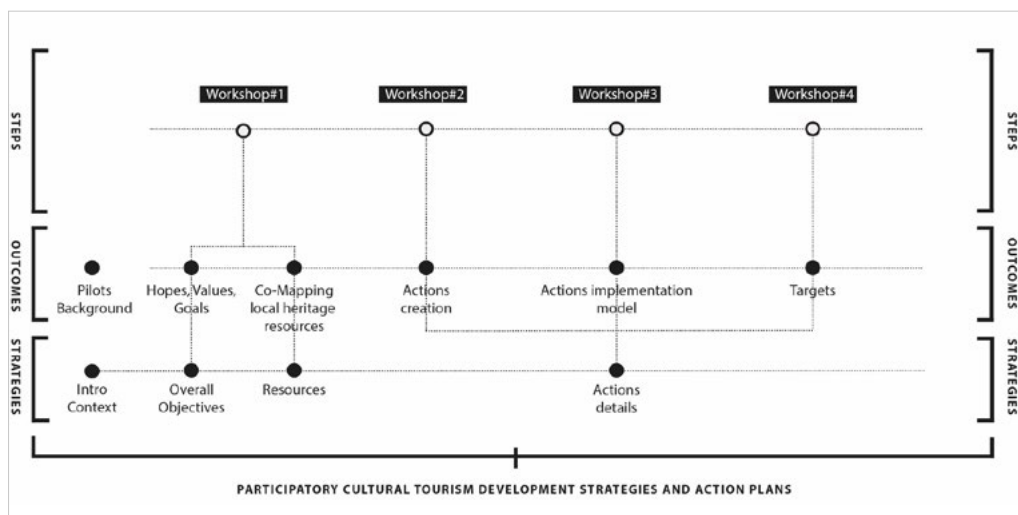 Workshop#1
Workshop#2
Workshop#3
Workshop#4
STEPS
STEPS
OUTCOMES
OUTCOMES
Pilots
Background
Hopes, Values,
Goals
Co-Mapping
local heritage
resources
Actions
creation
Actions implementation
model
Targets
STRATEGIES
STRATEGIES
Intro
Context
Overall
Objectives
Resources
Actions
details
PARTICIPATORY CULTURAL TOURISM DEVELOPMENT STRATEGIES AND ACTION PLANS